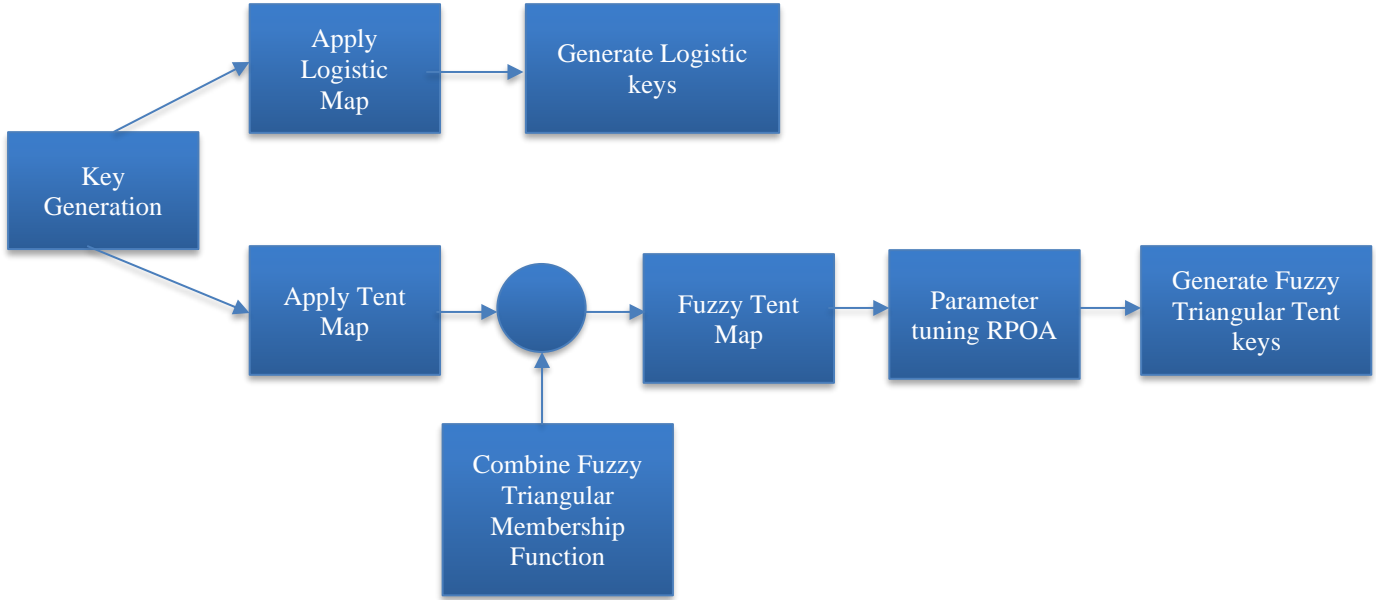 Apply
Logistic
Map
Generate Logistic
keys
Key
Generation
Apply Tent
Map
Fuzzy Tent
Map
Parameter
tuning RPOA
Generate Fuzzy
Triangular Tent
keys
Combine Fuzzy
Triangular
Membership
Function